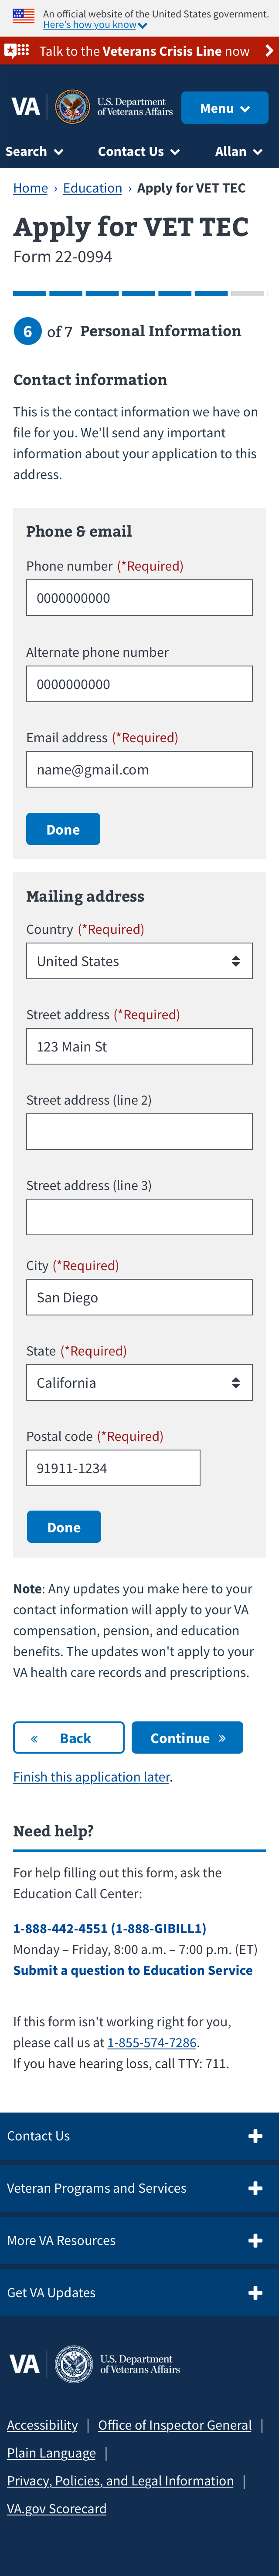 An official website of the United States government.
Here's how you know
Talk to the Veterans Crisis Line now
VA
U.S. Department
of Veterans Affairs
Menu
Search
Contact Us
Allan
Home › Education › Apply for VET TEC
Apply for VET TEC
Form 22-0994
6 of 7 Personal Information
Contact information
This is the contact information we have on
file for you. We'll send any important
information about your application to this
address.
Phone & email
Phone number (*Required)
0000000000
Alternate phone number
0000000000
Email address (*Required)
name@gmail.com
Done
Mailing address
Country (*Required)
United States
Street address (*Required)
123 Main St
Street address (line 2)
Street address (line 3)
City (*Required)
San Diego
State (*Required)
California
Postal code (*Required)
91911-1234
Done
Note: Any updates you make here to your
contact information will apply to your VA
compensation, pension, and education
benefits. The updates won't apply to your
VA health care records and prescriptions.
« Back
Continue »
Finish this application later.
Need help?
For help filling out this form, ask the
Education Call Center:
1-888-442-4551 (1-888-GIBILL1)
Monday – Friday, 8:00 a.m. – 7:00 p.m. (ET)
Submit a question to Education Service
If this form isn't working right for you,
please call us at 1-855-574-7286.
If you have hearing loss, call TTY: 711.
Contact Us
Veteran Programs and Services
More VA Resources
Get VA Updates
VA
U.S. Department
of Veterans Affairs
Accessibility | Office of Inspector General |
Plain Language |
Privacy, Policies, and Legal Information |
VA.gov Scorecard